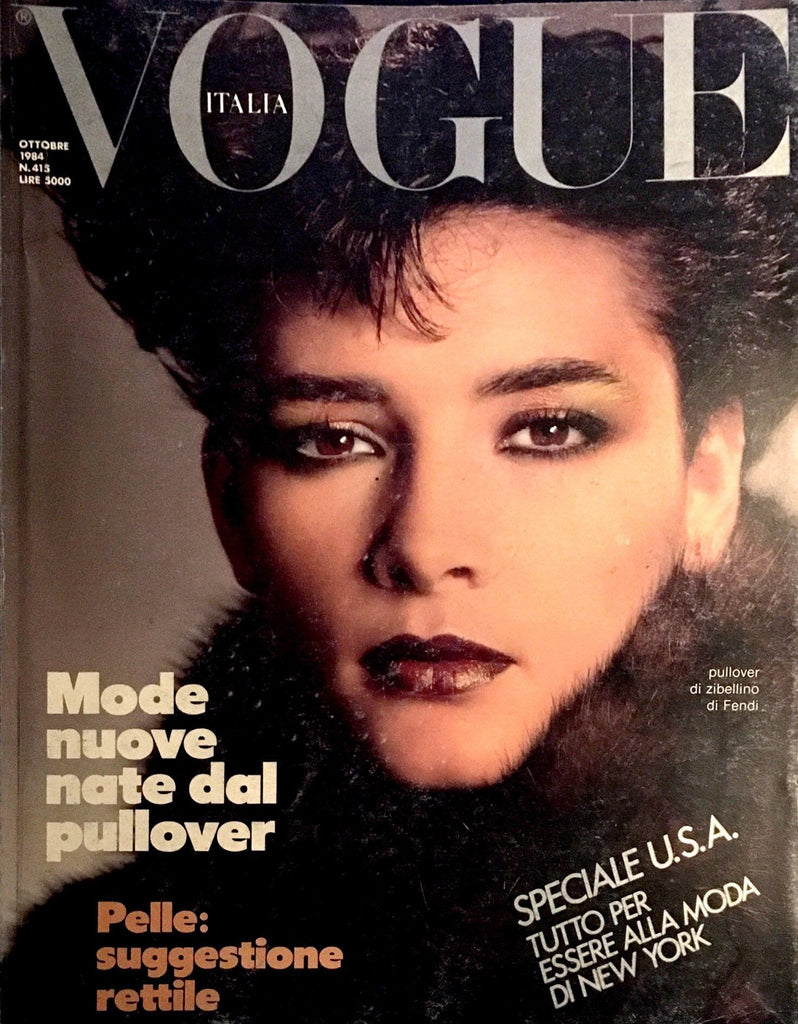 ®
VOGUE
ITALIA
OTTOBRE
1984
N.415
LIRE 5000
pullover
di zibellino
di Fendi
Mode
nuove
nate dal
pullover
SPECIALE U.S.A.
TUTTO PER
ESSERE ALLA MODA
DI NEW YORK
Pelle:
suggestione
rettile